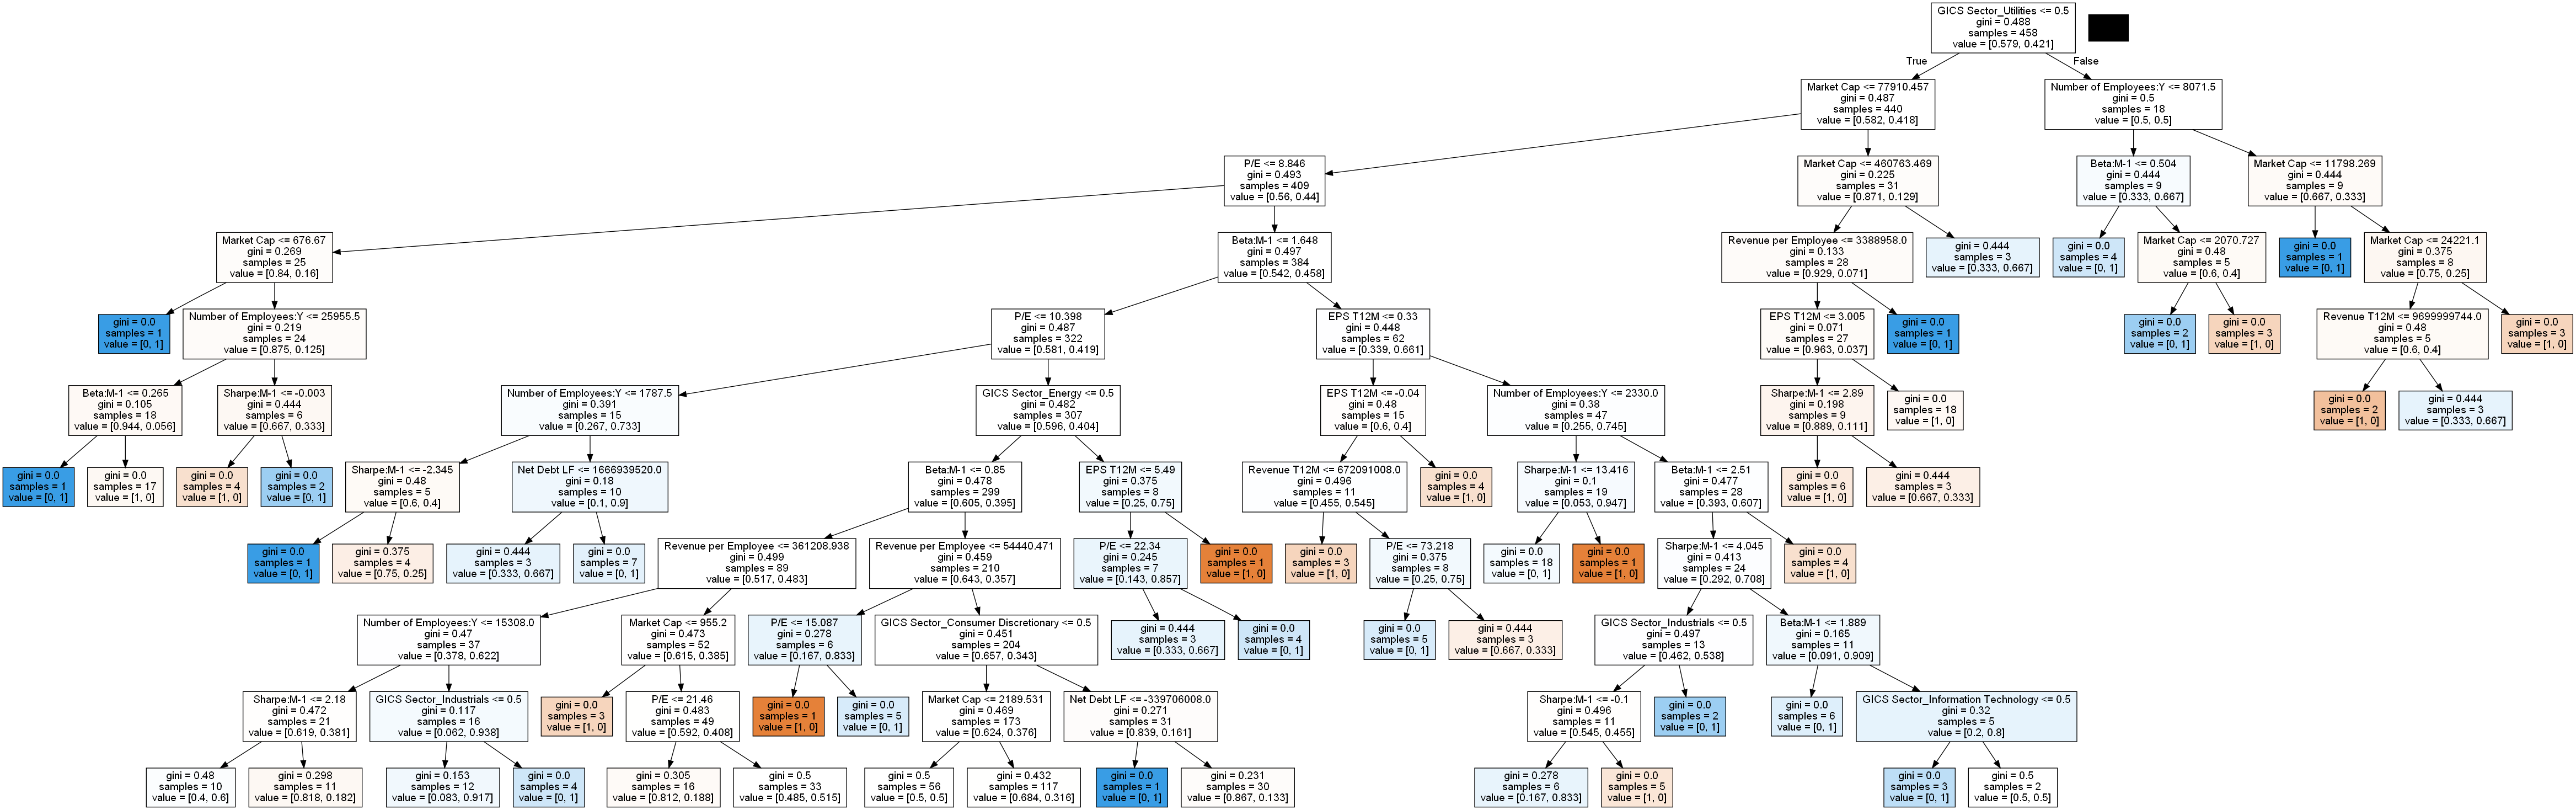 GICS Sector_Utilities <= 0.5
gini = 0.488
samples = 458
value = [0.579, 0.421]
True
False
Market Cap <= 77910.457
gini = 0.487
samples = 440
value = [0.582, 0.418]
Number of Employees:Y <= 8071.5
gini = 0.5
samples = 18
value = [0.5, 0.5]
P/E <= 8.846
gini = 0.493
samples = 409
value = [0.56, 0.44]
Market Cap <= 460763.469
gini = 0.225
samples = 31
value = [0.871, 0.129]
Beta:M-1 <= 0.504
gini = 0.444
samples = 9
value = [0.333, 0.667]
Market Cap <= 11798.269
gini = 0.444
samples = 9
value = [0.667, 0.333]
Market Cap <= 676.67
gini = 0.269
samples = 25
value = [0.84, 0.16]
Beta:M-1 <= 1.648
gini = 0.497
samples = 384
value = [0.542, 0.458]
Revenue per Employee <= 3388958.0
gini = 0.133
samples = 28
value = [0.929, 0.071]
gini = 0.444
samples = 3
value = [0.333, 0.667]
gini = 0.0
samples = 4
value = [0, 1]
Market Cap <= 2070.727
gini = 0.48
samples = 5
value = [0.6, 0.4]
gini = 0.0
samples = 1
value = [0, 1]
Market Cap <= 24221.1
gini = 0.375
samples = 8
value = [0.75, 0.25]
gini = 0.0
samples = 1
value = [0, 1]
Number of Employees:Y <= 25955.5
gini = 0.219
samples = 24
value = [0.875, 0.125]
P/E <= 10.398
gini = 0.487
samples = 322
value = [0.581, 0.419]
EPS T12M <= 0.33
gini = 0.448
samples = 62
value = [0.339, 0.661]
EPS T12M <= 3.005
gini = 0.071
samples = 27
value = [0.963, 0.037]
gini = 0.0
samples = 1
value = [0, 1]
gini = 0.0
samples = 2
value = [0, 1]
gini = 0.0
samples = 3
value = [1, 0]
Revenue T12M <= 9699999744.0
gini = 0.48
samples = 5
value = [0.6, 0.4]
gini = 0.0
samples = 3
value = [1, 0]
Beta:M-1 <= 0.265
gini = 0.105
samples = 18
value = [0.944, 0.056]
Sharpe:M-1 <= -0.003
gini = 0.444
samples = 6
value = [0.667, 0.333]
Number of Employees:Y <= 1787.5
gini = 0.391
samples = 15
value = [0.267, 0.733]
GICS Sector_Energy <= 0.5
gini = 0.482
samples = 307
value = [0.596, 0.404]
EPS T12M <= -0.04
gini = 0.48
samples = 15
value = [0.6, 0.4]
Number of Employees:Y <= 2330.0
gini = 0.38
samples = 47
value = [0.255, 0.745]
Sharpe:M-1 <= 2.89
gini = 0.198
samples = 9
value = [0.889, 0.111]
gini = 0.0
samples = 18
value = [1, 0]
gini = 0.0
samples = 2
value = [1, 0]
gini = 0.444
samples = 3
value = [0.333, 0.667]
gini = 0.0
samples = 1
value = [0, 1]
gini = 0.0
samples = 17
value = [1, 0]
gini = 0.0
samples = 4
value = [1, 0]
gini = 0.0
samples = 2
value = [0, 1]
Sharpe:M-1 <= -2.345
gini = 0.48
samples = 5
value = [0.6, 0.4]
Net Debt LF <= 1666939520.0
gini = 0.18
samples = 10
value = [0.1, 0.9]
Beta:M-1 <= 0.85
gini = 0.478
samples = 299
value = [0.605, 0.395]
EPS T12M <= 5.49
gini = 0.375
samples = 8
value = [0.25, 0.75]
Revenue T12M <= 672091008.0
gini = 0.496
samples = 11
value = [0.455, 0.545]
gini = 0.0
samples = 4
value = [1, 0]
Sharpe:M-1 <= 13.416
gini = 0.1
samples = 19
value = [0.053, 0.947]
Beta:M-1 <= 2.51
gini = 0.477
samples = 28
value = [0.393, 0.607]
gini = 0.0
samples = 6
value = [1, 0]
gini = 0.444
samples = 3
value = [0.667, 0.333]
gini = 0.0
samples = 1
value = [0, 1]
gini = 0.375
samples = 4
value = [0.75, 0.25]
gini = 0.444
samples = 3
value = [0.333, 0.667]
gini = 0.0
samples = 7
value = [0, 1]
Revenue per Employee <= 361208.938
gini = 0.499
samples = 89
value = [0.517, 0.483]
Revenue per Employee <= 54440.471
gini = 0.459
samples = 210
value = [0.643, 0.357]
P/E <= 22.34
gini = 0.245
samples = 7
value = [0.143, 0.857]
gini = 0.0
samples = 1
value = [1, 0]
gini = 0.0
samples = 3
value = [1, 0]
P/E <= 73.218
gini = 0.375
samples = 8
value = [0.25, 0.75]
gini = 0.0
samples = 18
value = [0, 1]
gini = 0.0
samples = 1
value = [1, 0]
Sharpe:M-1 <= 4.045
gini = 0.413
samples = 24
value = [0.292, 0.708]
gini = 0.0
samples = 4
value = [1, 0]
Number of Employees:Y <= 15308.0
gini = 0.47
samples = 37
value = [0.378, 0.622]
Market Cap <= 955.2
gini = 0.473
samples = 52
value = [0.615, 0.385]
P/E <= 15.087
gini = 0.278
samples = 6
value = [0.167, 0.833]
GICS Sector_Consumer Discretionary <= 0.5
gini = 0.451
samples = 204
value = [0.657, 0.343]
gini = 0.444
samples = 3
value = [0.333, 0.667]
gini = 0.0
samples = 4
value = [0, 1]
gini = 0.0
samples = 5
value = [0, 1]
gini = 0.444
samples = 3
value = [0.667, 0.333]
GICS Sector_Industrials <= 0.5
gini = 0.497
samples = 13
value = [0.462, 0.538]
Beta:M-1 <= 1.889
gini = 0.165
samples = 11
value = [0.091, 0.909]
Sharpe:M-1 <= 2.18
gini = 0.472
samples = 21
value = [0.619, 0.381]
GICS Sector_Industrials <= 0.5
gini = 0.117
samples = 16
value = [0.062, 0.938]
gini = 0.0
samples = 3
value = [1, 0]
P/E <= 21.46
gini = 0.483
samples = 49
value = [0.592, 0.408]
gini = 0.0
samples = 1
value = [1, 0]
gini = 0.0
samples = 5
value = [0, 1]
Market Cap <= 2189.531
gini = 0.469
samples = 173
value = [0.624, 0.376]
Net Debt LF <= -339706008.0
gini = 0.271
samples = 31
value = [0.839, 0.161]
Sharpe:M-1 <= -0.1
gini = 0.496
samples = 11
value = [0.545, 0.455]
gini = 0.0
samples = 2
value = [0, 1]
gini = 0.0
samples = 6
value = [0, 1]
GICS Sector_Information Technology <= 0.5
gini = 0.32
samples = 5
value = [0.2, 0.8]
gini = 0.48
samples = 10
value = [0.4, 0.6]
gini = 0.298
samples = 11
value = [0.818, 0.182]
gini = 0.153
samples = 12
value = [0.083, 0.917]
gini = 0.0
samples = 4
value = [0, 1]
gini = 0.305
samples = 16
value = [0.812, 0.188]
gini = 0.5
samples = 33
value = [0.485, 0.515]
gini = 0.5
samples = 56
value = [0.5, 0.5]
gini = 0.432
samples = 117
value = [0.684, 0.316]
gini = 0.0
samples = 1
value = [0, 1]
gini = 0.231
samples = 30
value = [0.867, 0.133]
gini = 0.278
samples = 6
value = [0.167, 0.833]
gini = 0.0
samples = 5
value = [1, 0]
gini = 0.0
samples = 3
value = [0, 1]
gini = 0.5
samples = 2
value = [0.5, 0.5]